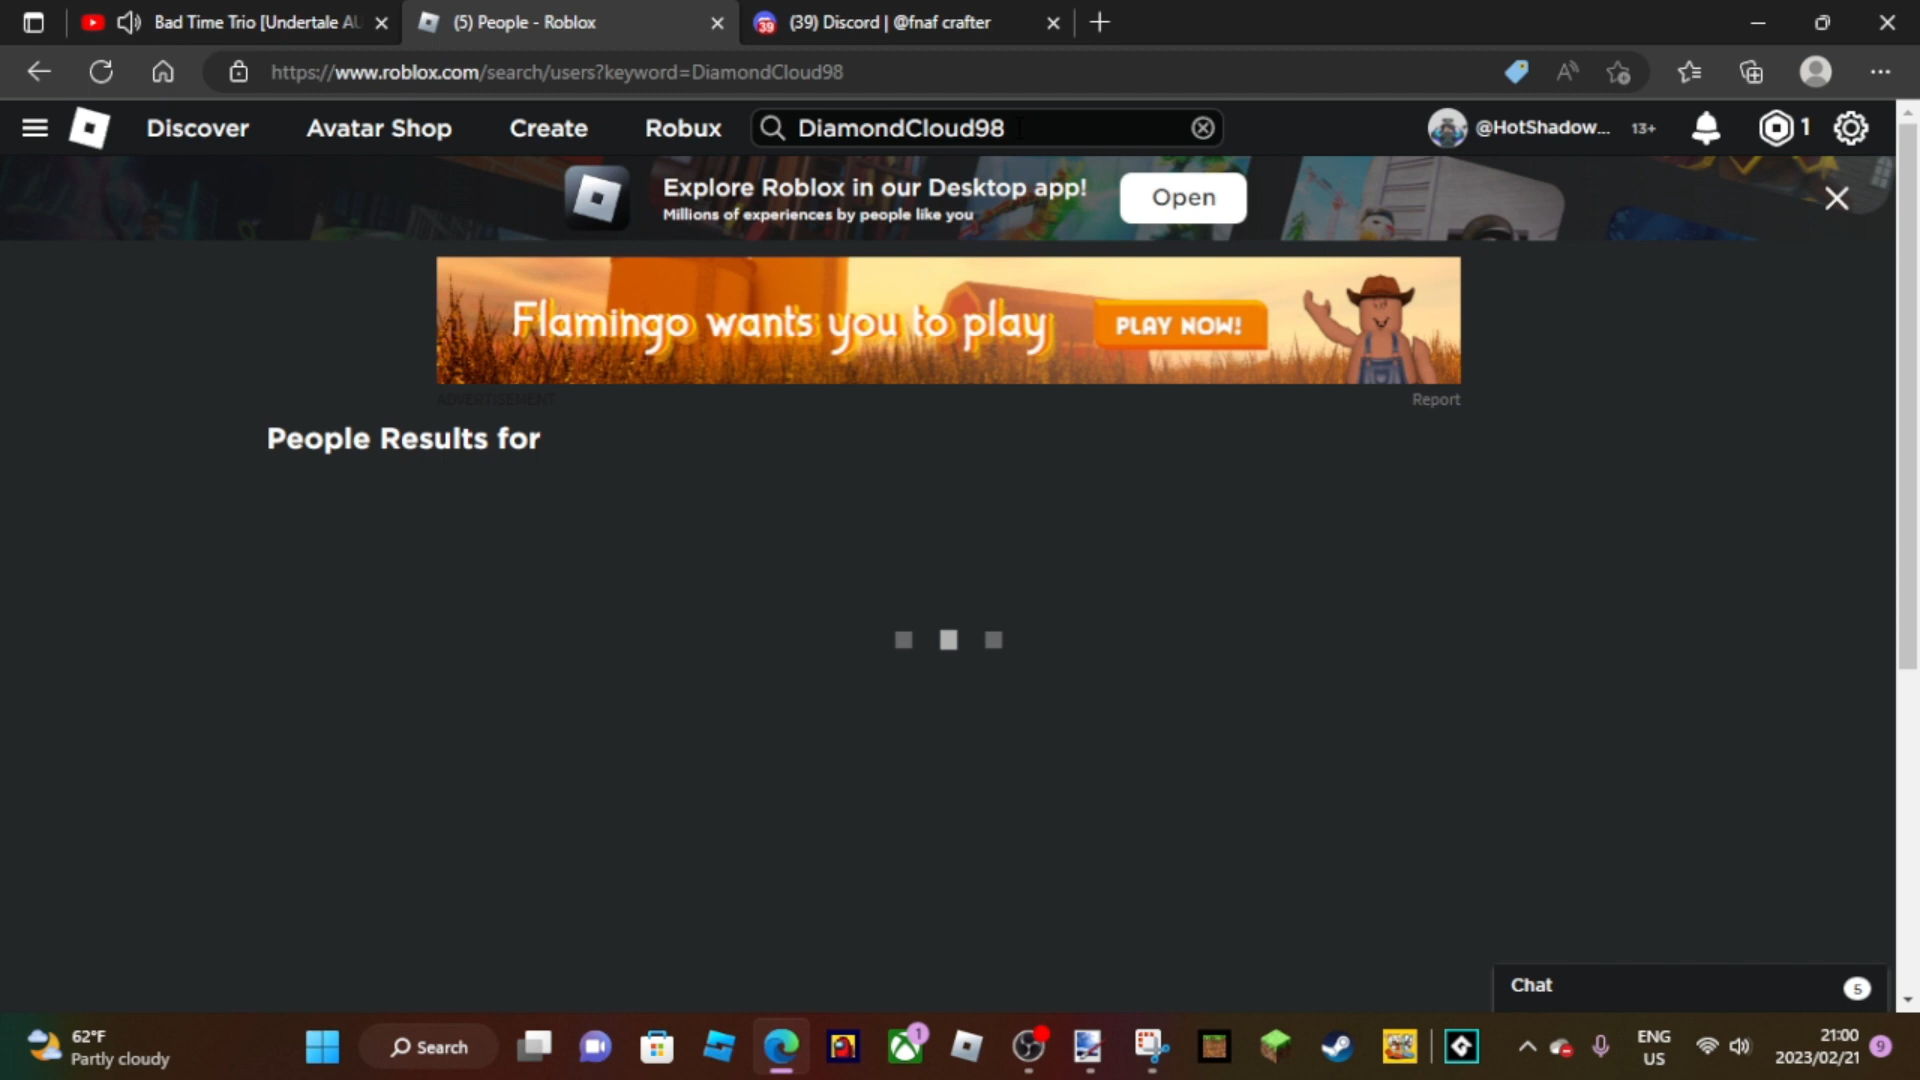 Bad Time Trio [Undertale AU
(5) People - Roblox
39
(39) Discord | @fnaf crafter
https://www.roblox.com/search/users?keyword=DiamondCloud98
Discover
Avatar Shop
Create
Robux
DiamondCloud98
@HotShadow...
13+
1
Explore Roblox in our Desktop app!
Millions of experiences by people like you
Open
Flamingo wants you to play
PLAY NOW!
ADVERTISEMENT
Report
People Results for
Chat
5
62°F
Partly cloudy
Search
1
ENG
US
21:00
2023/02/21
9